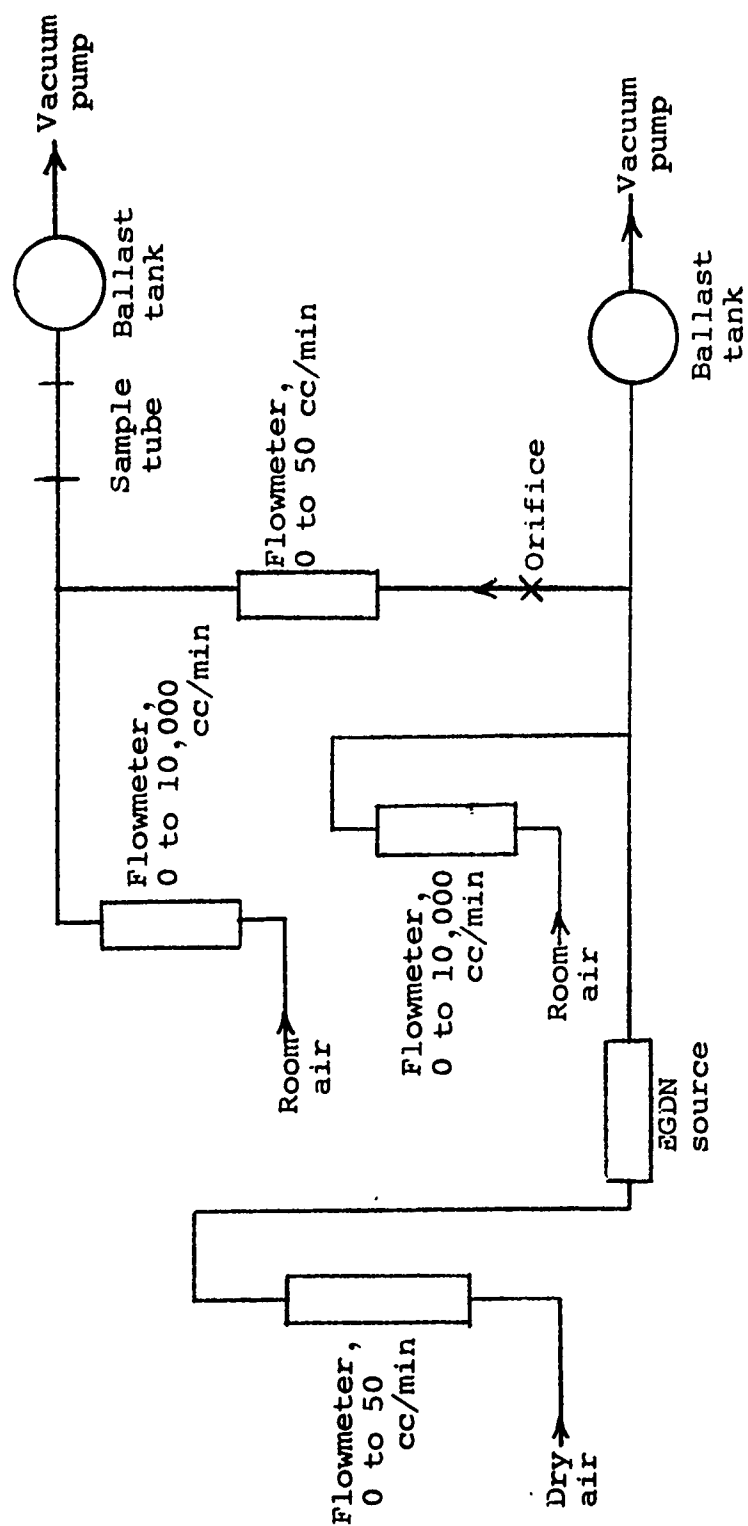 Vacuum
pump
Ballast
tank
Sample
tube
Flowmeter,
0 to 50 cc/min
Orifice
Vacuum
pump
Ballast
tank
Flowmeter,
0 to 10,000
cc/min
Room
air
Flowmeter,
0 to 10,000
cc/min
Room
air
EGDN
source
Flowmeter,
0 to 50
cc/min
Dry
air